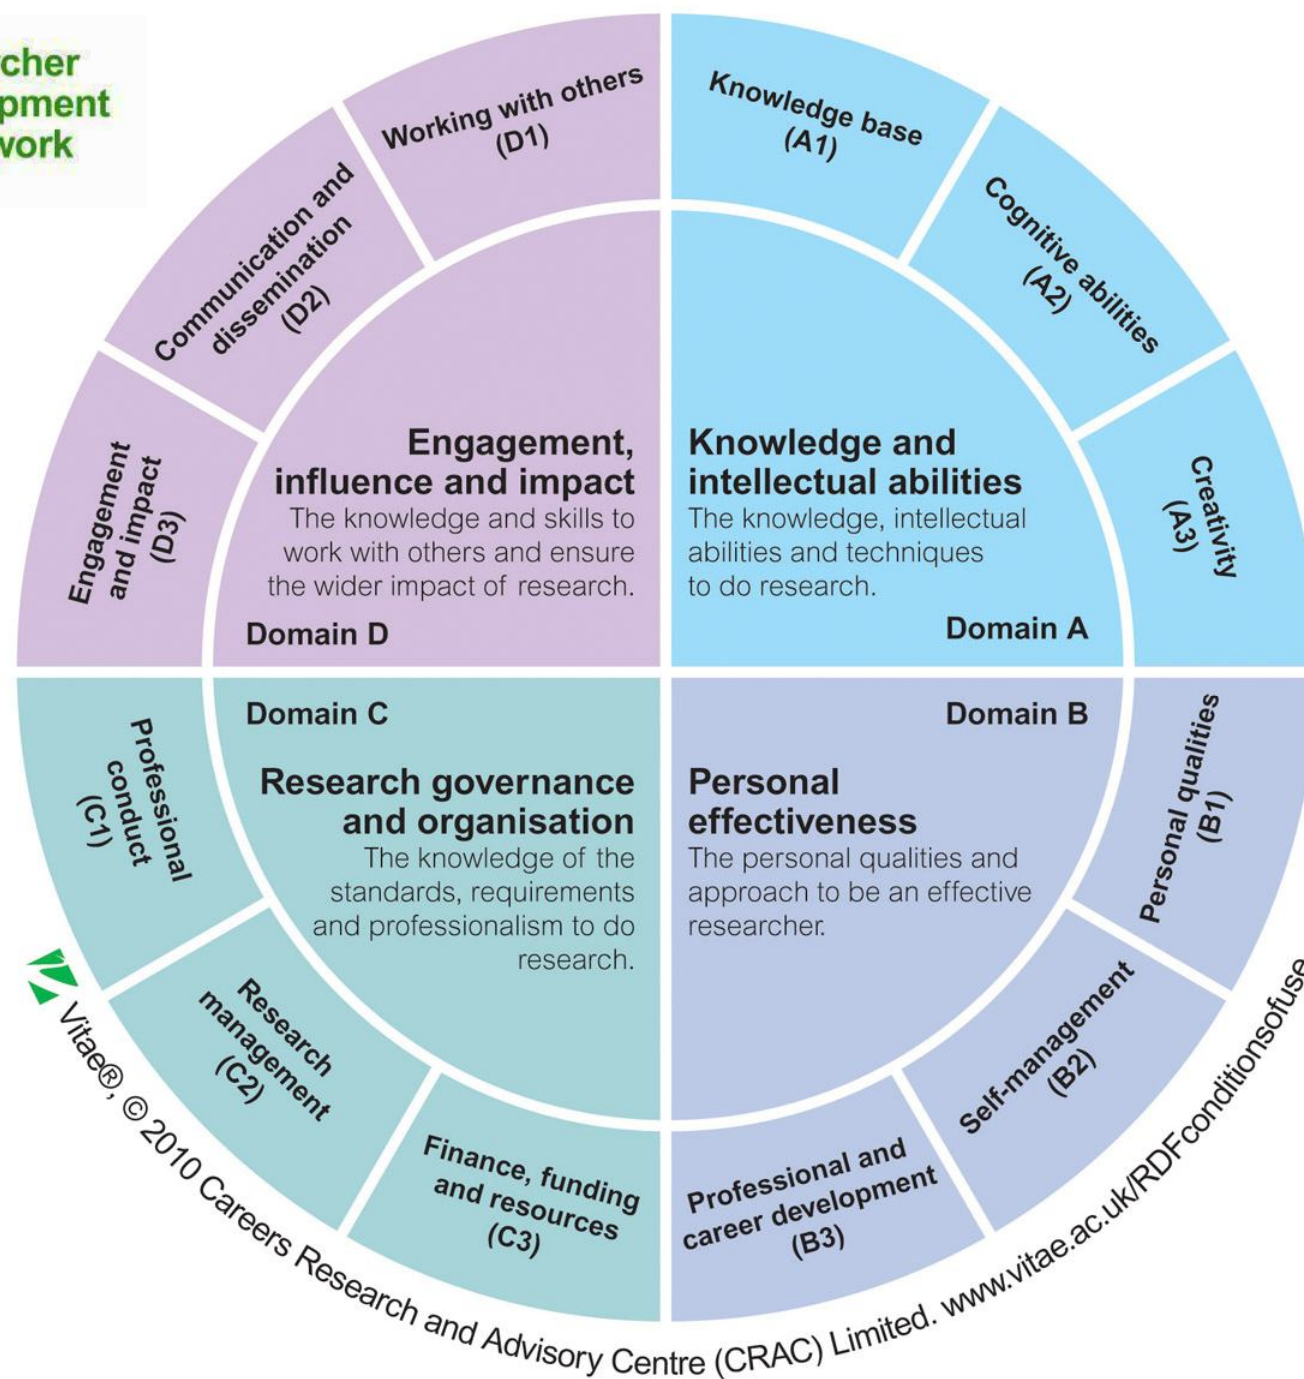 cher
pment
work
Working with others
(D1)
Knowledge base
(A1)
Communication and
dissemination
(D2)
Cognitive abilities
(A2)
Engagement
and impact
(D3)
Creativity
(A3)
Engagement,
influence and impact
The knowledge and skills to
work with others and ensure
the wider impact of research.
Domain D
Knowledge and
intellectual abilities
The knowledge, intellectual
abilities and techniques
to do research.
Domain A
Domain C
Research governance
and organisation
The knowledge of the
standards, requirements
and professionalism to do
research.
Domain B
Personal
effectiveness
The personal qualities and
approach to be an effective
researcher.
Professional
conduct
(C1)
Personal qualities
(B1)
Research
management
(C2)
Self-management
(B2)
Finance, funding
and resources
(C3)
Professional and
career development
(B3)
Vitae®, © 2010 Careers Research and Advisory Centre (CRAC) Limited. www.vitae.ac.uk/RDFconditionsofuse